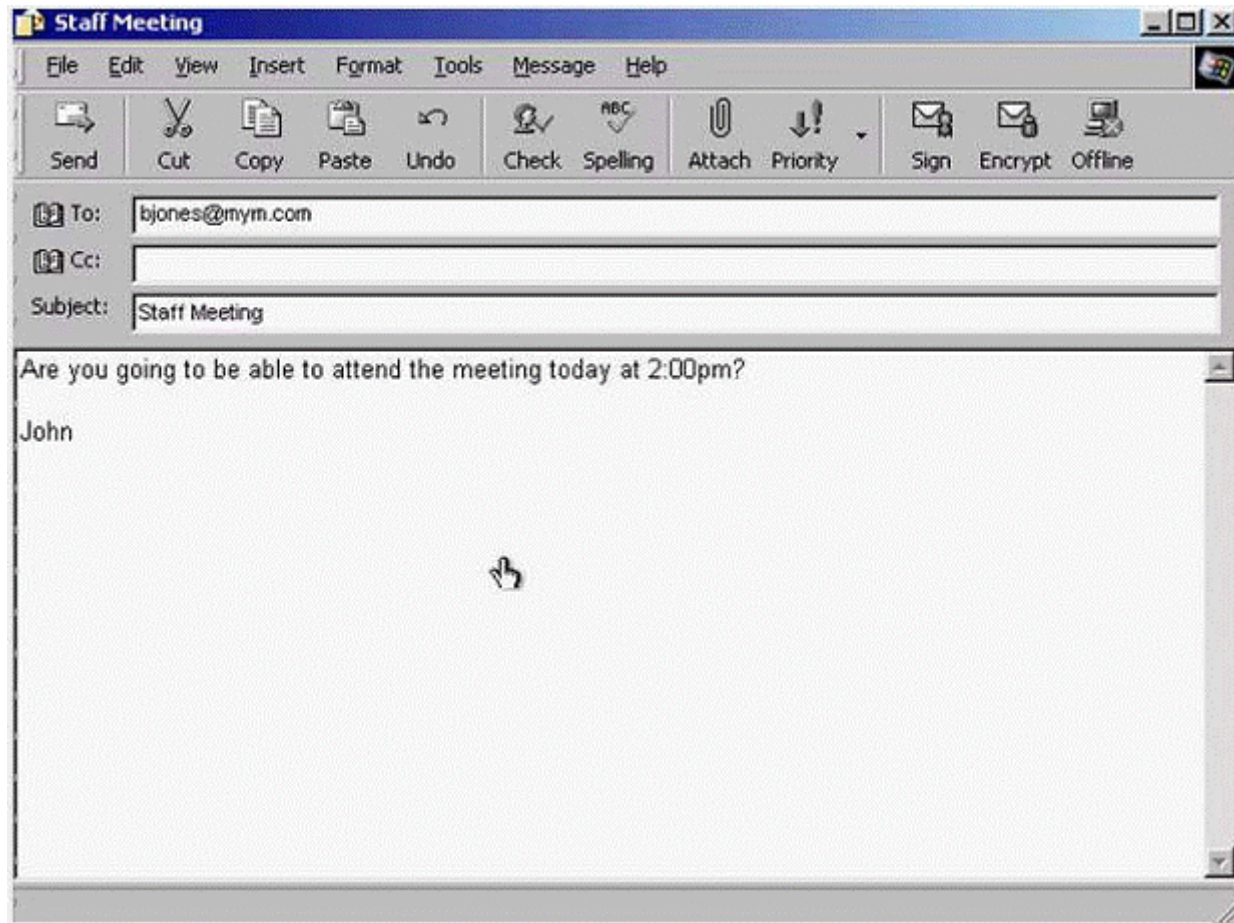 Staff Meeting
File Edit View Insert Format Tools Message Help
ABC
Send Cut Copy Paste Undo Check Spelling Attach Priority Sign Encrypt Offline
To: bjones@mym.com
Cc:
Subject: Staff Meeting
Are you going to be able to attend the meeting today at 2:00pm?
John